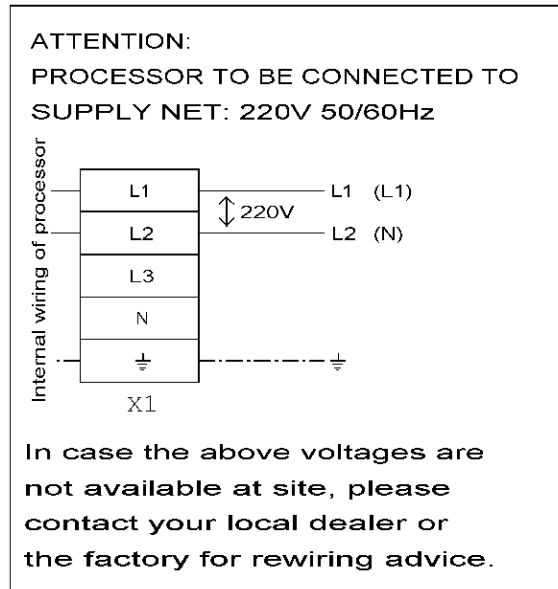 ATTENTION:
PROCESSOR TO BE CONNECTED TO
SUPPLY NET: 220V 50/60Hz
Internal wiring of processor
L1 L1 (L1)
220V
L2 L2 (N)
L3
N
X1
In case the above voltages are
not available at site, please
contact your local dealer or
the factory for rewiring advice.